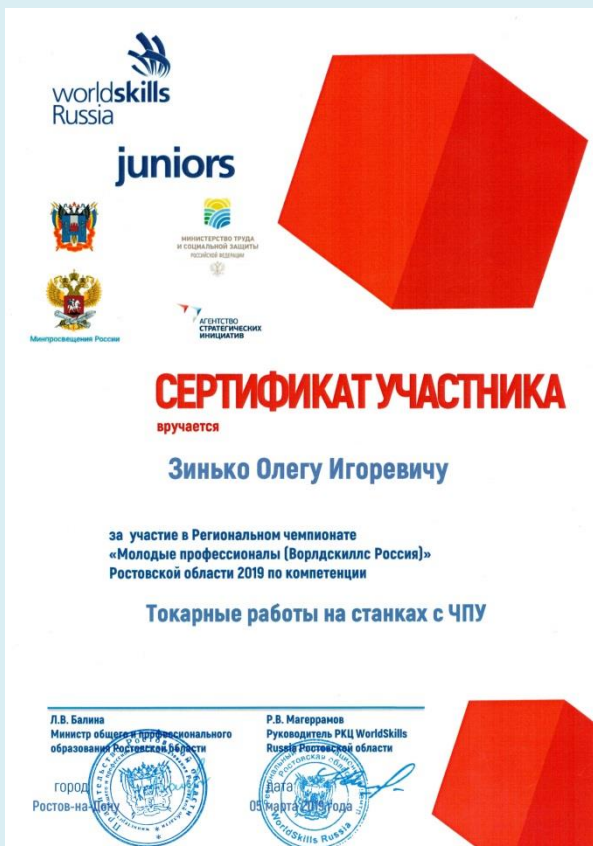 worldskills
Russia
juniors
МИНИСТЕРСТВО ТРУДА
И СОЦИАЛЬНОЙ ЗАЩИТЫ
РОССИЙСКОЙ ФЕДЕРАЦИИ
Минпросвещения России
АГЕНТСТВО
СТРАТЕГИЧЕСКИХ
ИНИЦИАТИВ
СЕРТИФИКАТ УЧАСТНИКА
вручается
Зинько Олегу Игоревичу
за участие в Региональном чемпионате
«Молодые профессионалы (Ворлдскиллс Россия)»
Ростовской области 2019 по компетенции
Токарные работы на станках с ЧПУ
Л.В. Балина
Министр общего и профессионального
образования Ростовской области
город
Ростов-на-Дону
Р.В. Магеррамов
Руководитель РКЦ WorldSkills
Russia Ростовской области
дата
05 марта 2019 года
WorldSkills Russia